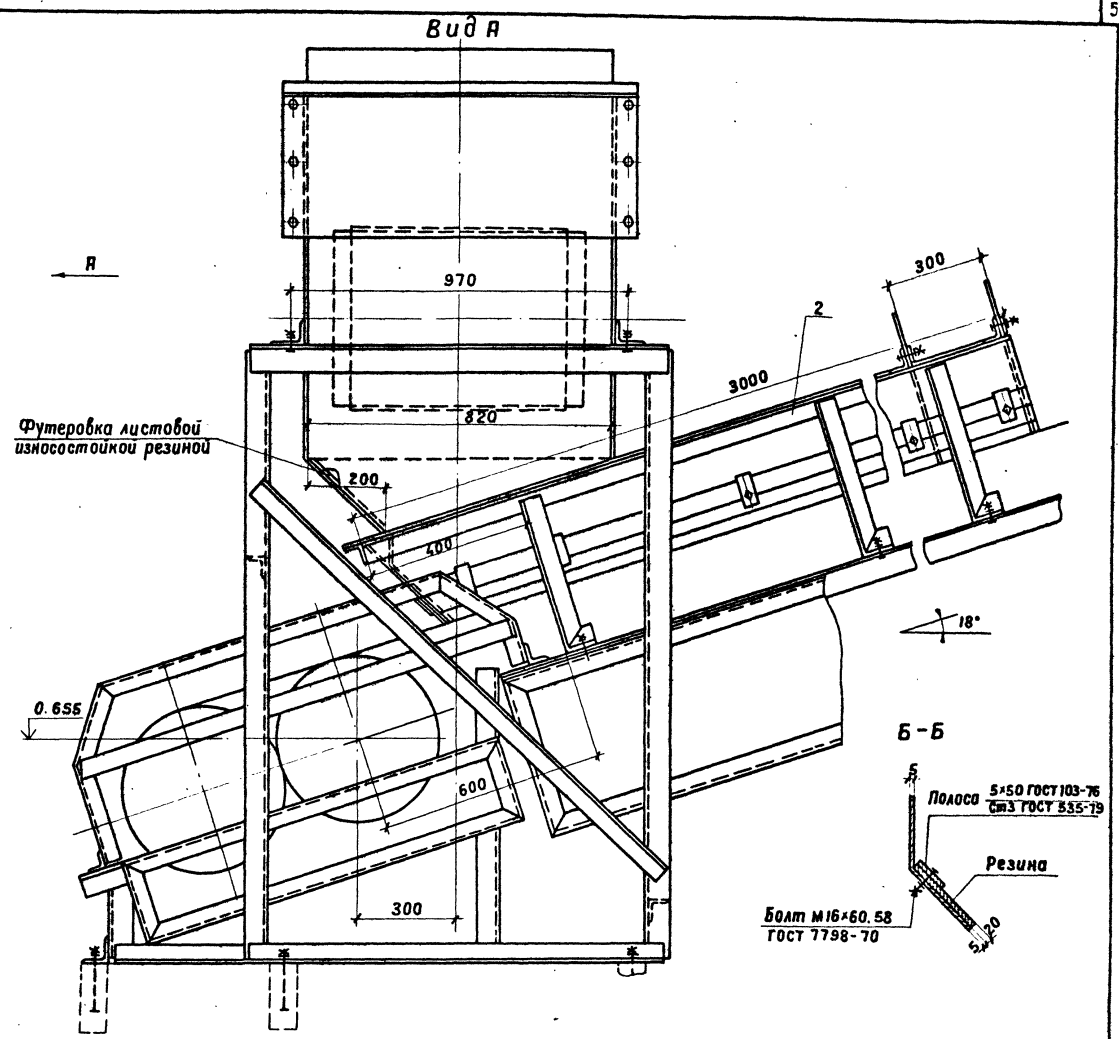 5
Вид А
А
970
300
2
3000
820
Футеровка листовой
износостойкой резиной
200
400
18°
0.655
Б-Б
600
5
Полоса 5×50 ГОСТ 103-76
Ст3 ГОСТ 535-79
Резина
300
Болт М16×60.58
ГОСТ 7798-70
5
20